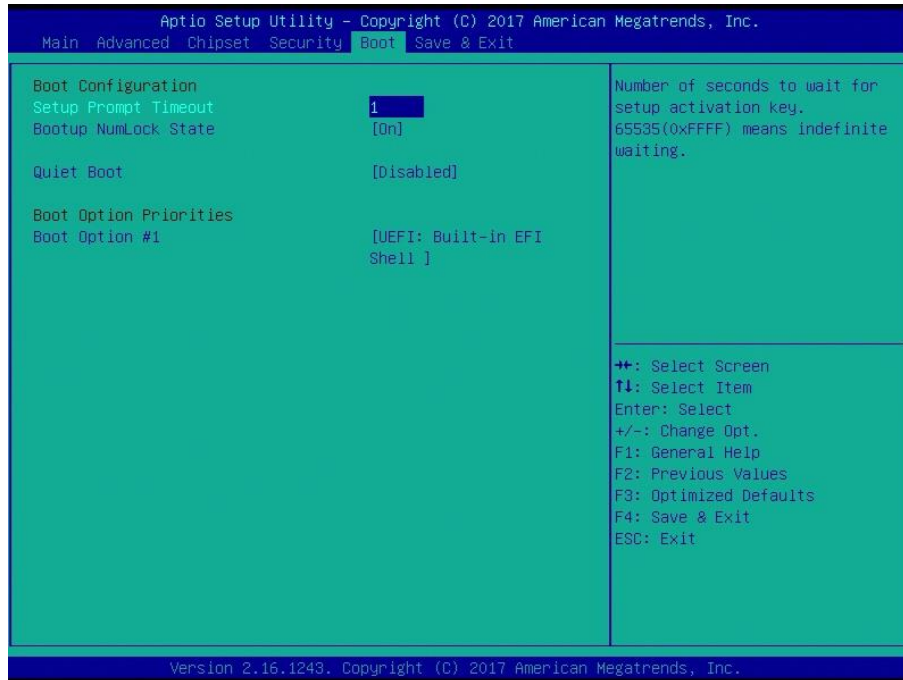 Aptio Setup Utility – Copyright (C) 2017 American Megatrends, Inc.
Main Advanced Chipset Security Boot Save & Exit
Boot Configuration
Setup Prompt Timeout 1
Bootup NumLock State [On]
Quiet Boot [Disabled]
Boot Option Priorities
Boot Option #1 [UEFI: Built-in EFI
Shell ]
Number of seconds to wait for
setup activation key.
65535(0xFFFF) means indefinite
waiting.
→←: Select Screen
↑↓: Select Item
Enter: Select
+/-: Change Opt.
F1: General Help
F2: Previous Values
F3: Optimized Defaults
F4: Save & Exit
ESC: Exit
Version 2.16.1243. Copyright (C) 2017 American Megatrends, Inc.